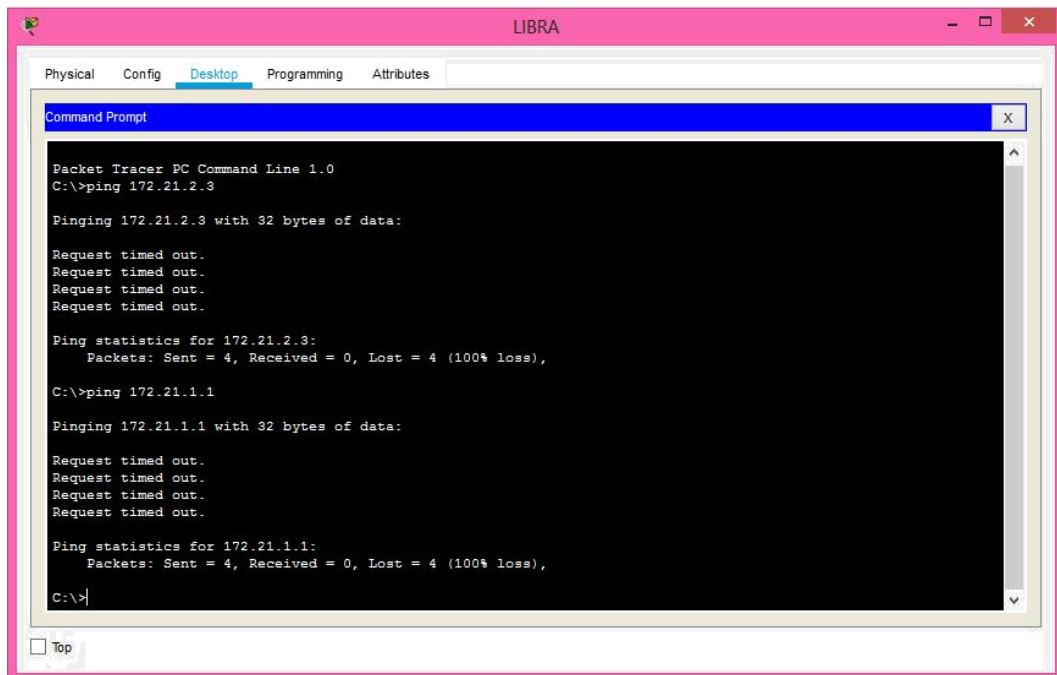 LIBRA
Physical Config Desktop Programming Attributes
Command Prompt
X
Packet Tracer PC Command Line 1.0
C:\>ping 172.21.2.3
Pinging 172.21.2.3 with 32 bytes of data:
Request timed out.
Request timed out.
Request timed out.
Request timed out.
Ping statistics for 172.21.2.3:
Packets: Sent = 4, Received = 0, Lost = 4 (100% loss),
C:\>ping 172.21.1.1
Pinging 172.21.1.1 with 32 bytes of data:
Request timed out.
Request timed out.
Request timed out.
Request timed out.
Ping statistics for 172.21.1.1:
Packets: Sent = 4, Received = 0, Lost = 4 (100% loss),
C:\>
Top